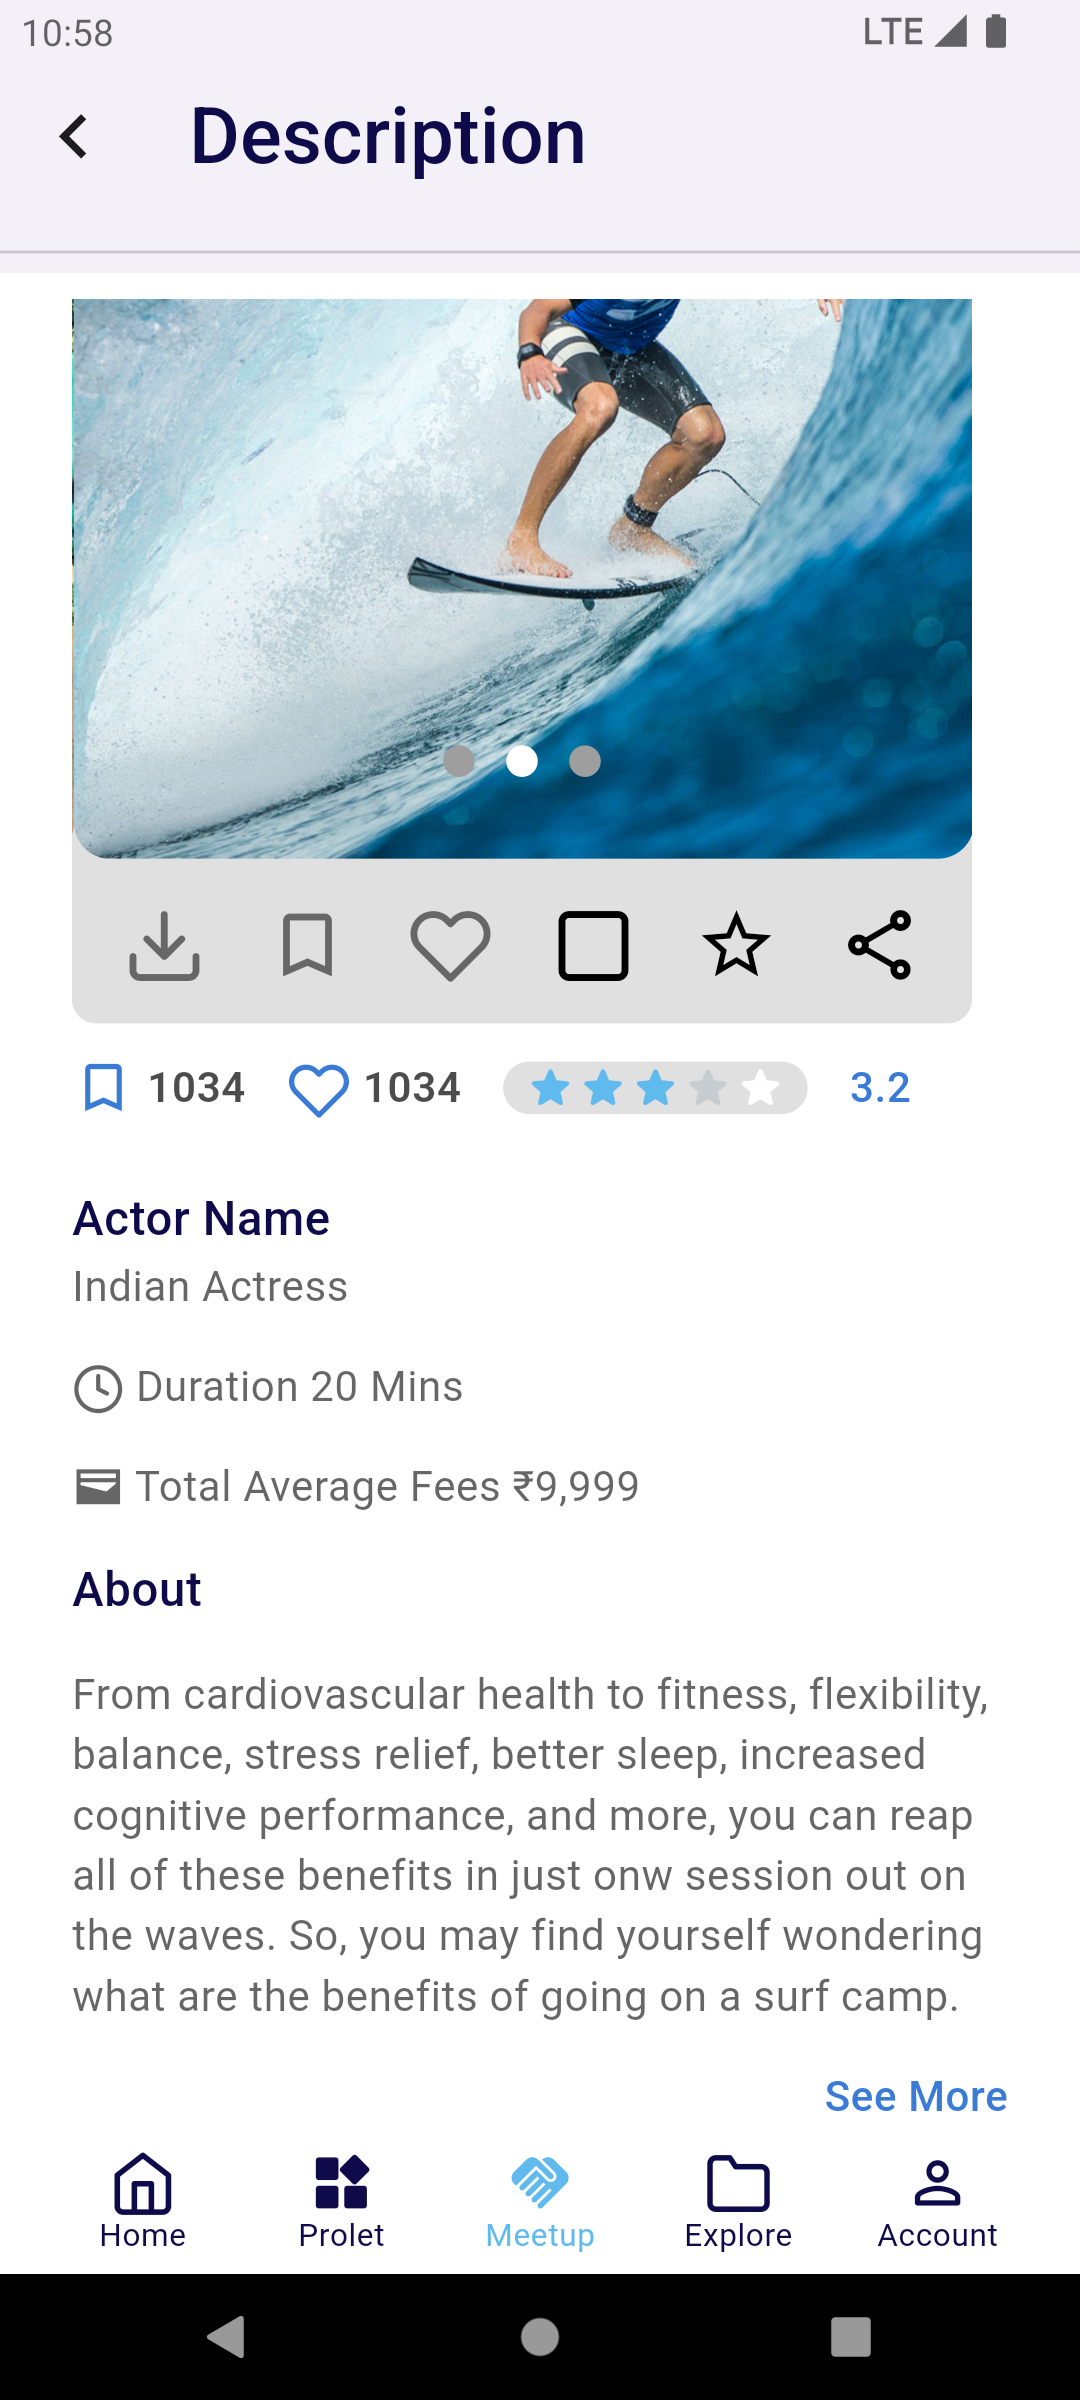 10:58
LTE
Description
1034
1034
3.2
Actor Name
Indian Actress
Duration 20 Mins
Total Average Fees ₹9,999
About
From cardiovascular health to fitness, flexibility,
balance, stress relief, better sleep, increased
cognitive performance, and more, you can reap
all of these benefits in just onw session out on
the waves. So, you may find yourself wondering
what are the benefits of going on a surf camp.
See More
Home
Prolet
Meetup
Explore
Account